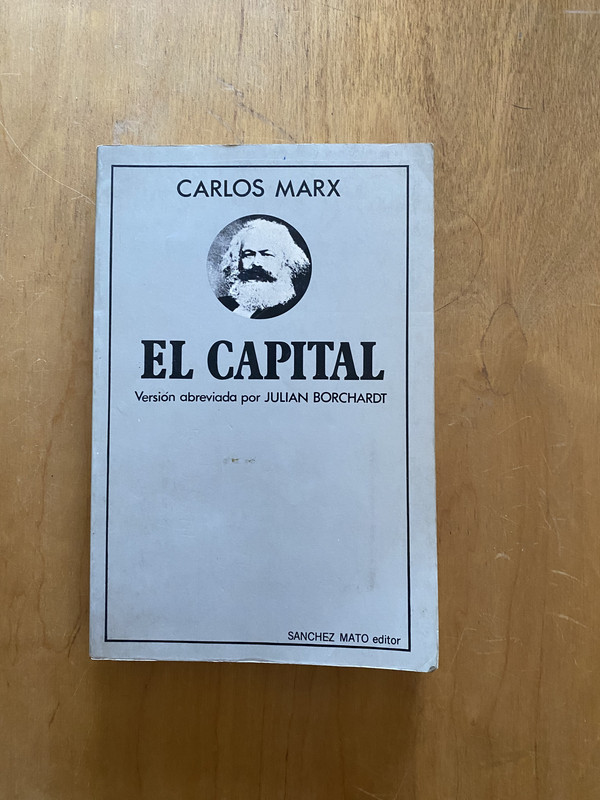 CARLOS MARX
EL CAPITAL
Versión abreviada por JULIAN BORCHARDT
SANCHEZ MATO editor